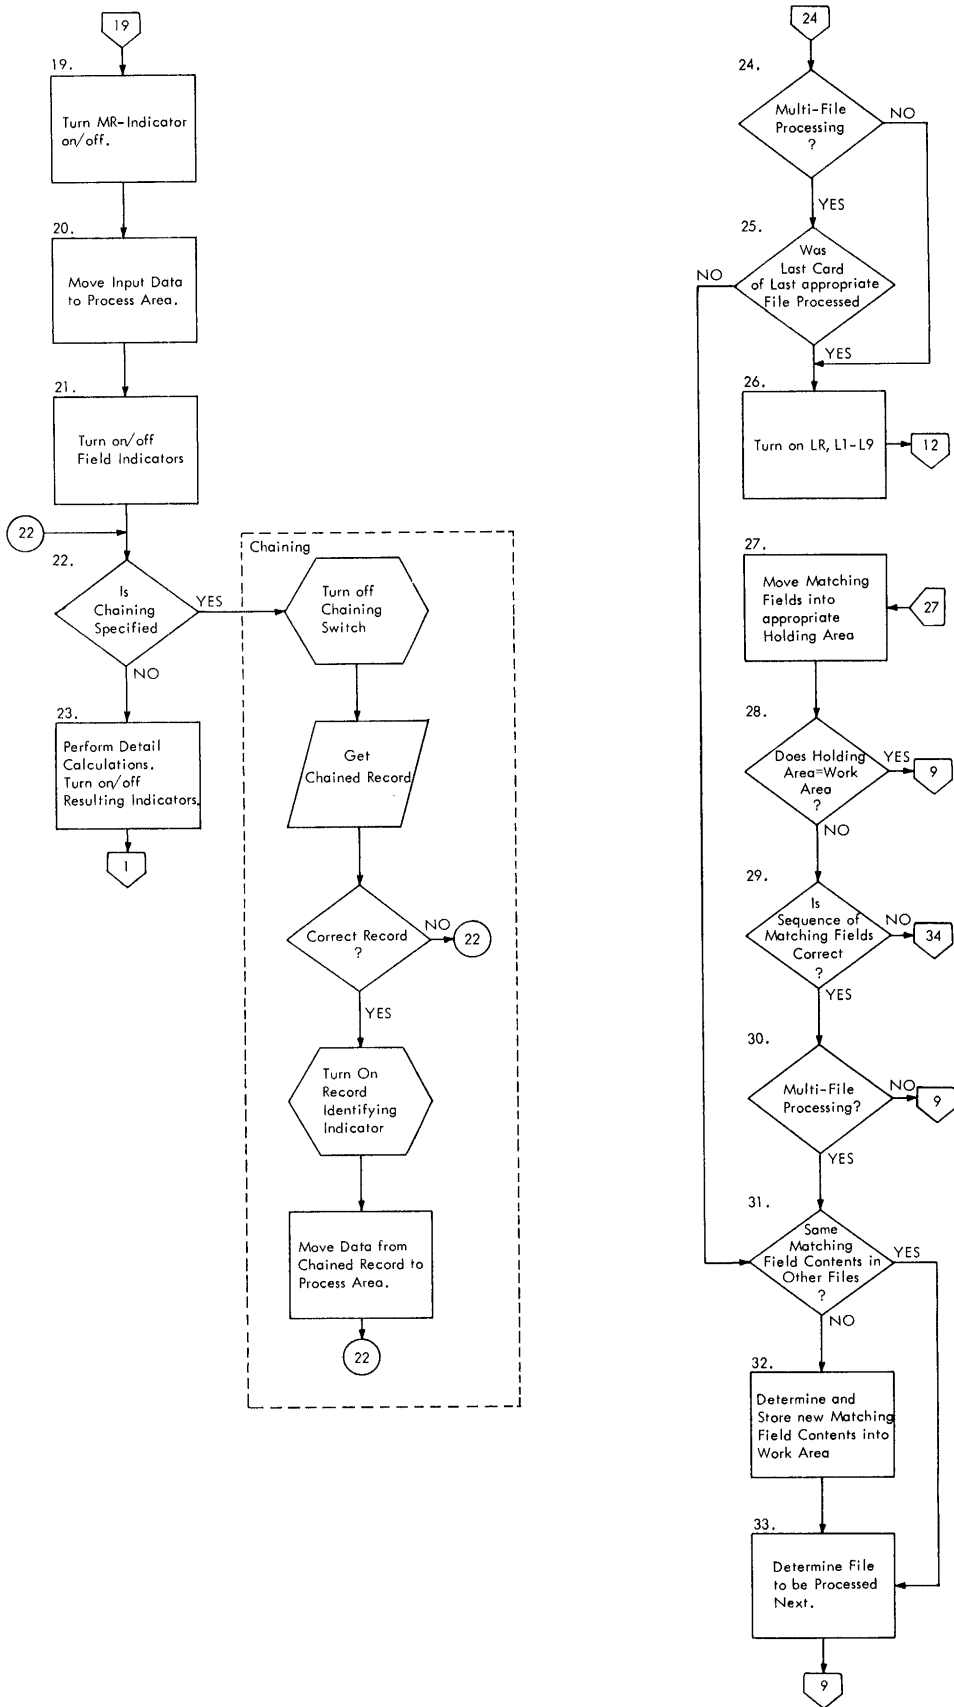 19
19.
Turn MR-Indicator
on/off.
20.
Move Input Data
to Process Area.
21.
Turn on/off
Field Indicators
22
22.
Is
Chaining
Specified
YES
NO
23.
Perform Detail
Calculations.
Turn on/off
Resulting Indicators.
1
Chaining
Turn off
Chaining
Switch
Get
Chained Record
Correct Record
?
NO
22
YES
Turn On
Record
Identifying
Indicator
Move Data from
Chained Record to
Process Area.
22
24
24.
Multi-File
Processing
?
NO
YES
25.
Was
Last Card
of Last appropriate
File Processed
NO
YES
26.
Turn on LR, L1-L9
12
27.
Move Matching
Fields into
appropriate
Holding Area
27
28.
Does Holding
Area=Work
Area
?
YES
9
NO
29.
Is
Sequence of
Matching Fields
Correct
?
NO
34
YES
30.
Multi-File
Processing?
NO
9
YES
31.
Same
Matching
Field Contents in
Other Files
?
YES
NO
32.
Determine and
Store new Matching
Field Contents into
Work Area
33.
Determine File
to be Processed
Next.
9